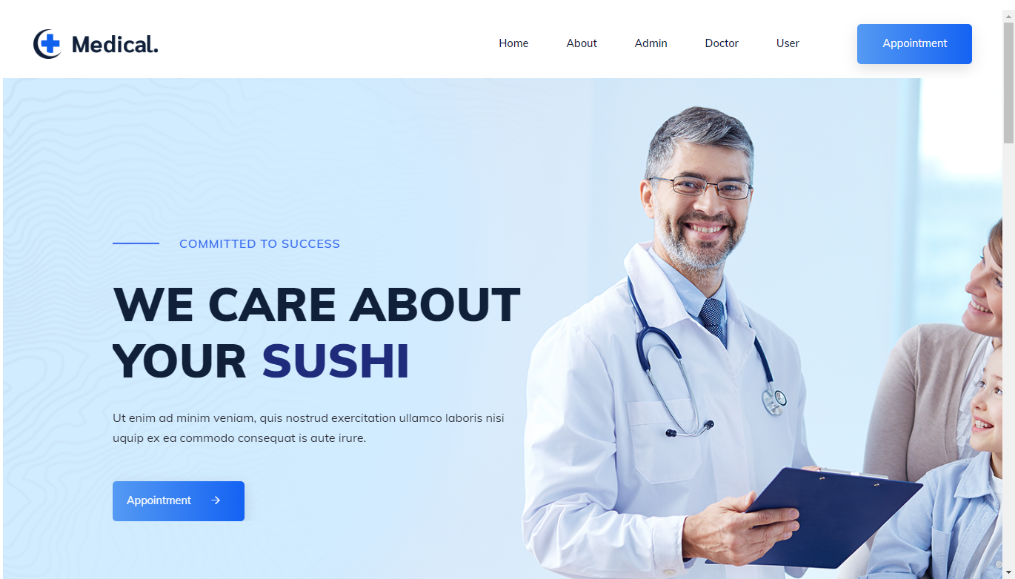 Medical.
Home About Admin Doctor User Appointment
COMMITTED TO SUCCESS
WE CARE ABOUT
YOUR SUSHI
Ut enim ad minim veniam, quis nostrud exercitation ullamco laboris nisi
uquip ex ea commodo consequat is aute irure.
Appointment